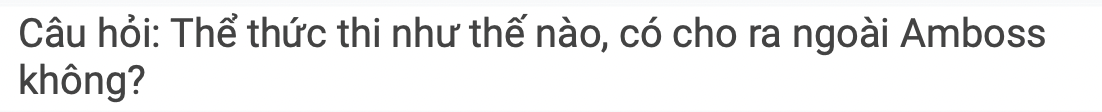 Câu hỏi: Thể thức thi như thế nào, có cho ra ngoài Amboss
không?